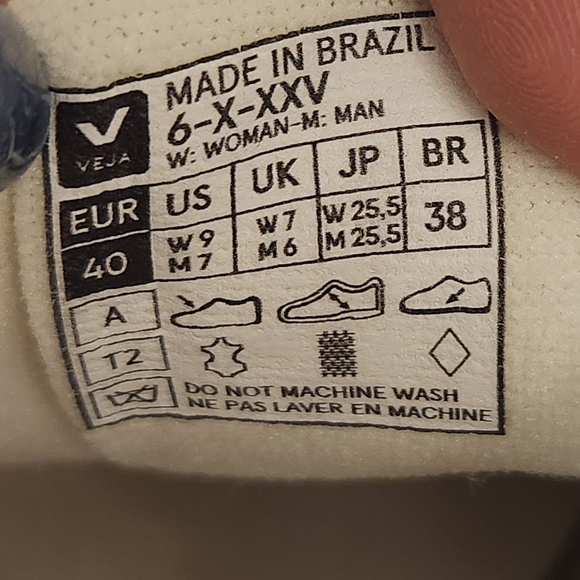 MADE IN BRAZIL
6-X-XXV
W: WOMAN-M: MAN
VEJA
EUR US UK JP BR
40 W 9 W 7 W 25,5 38
M 7 M 6 M 25,5
A
T2
DO NOT MACHINE WASH
NE PAS LAVER EN MACHINE